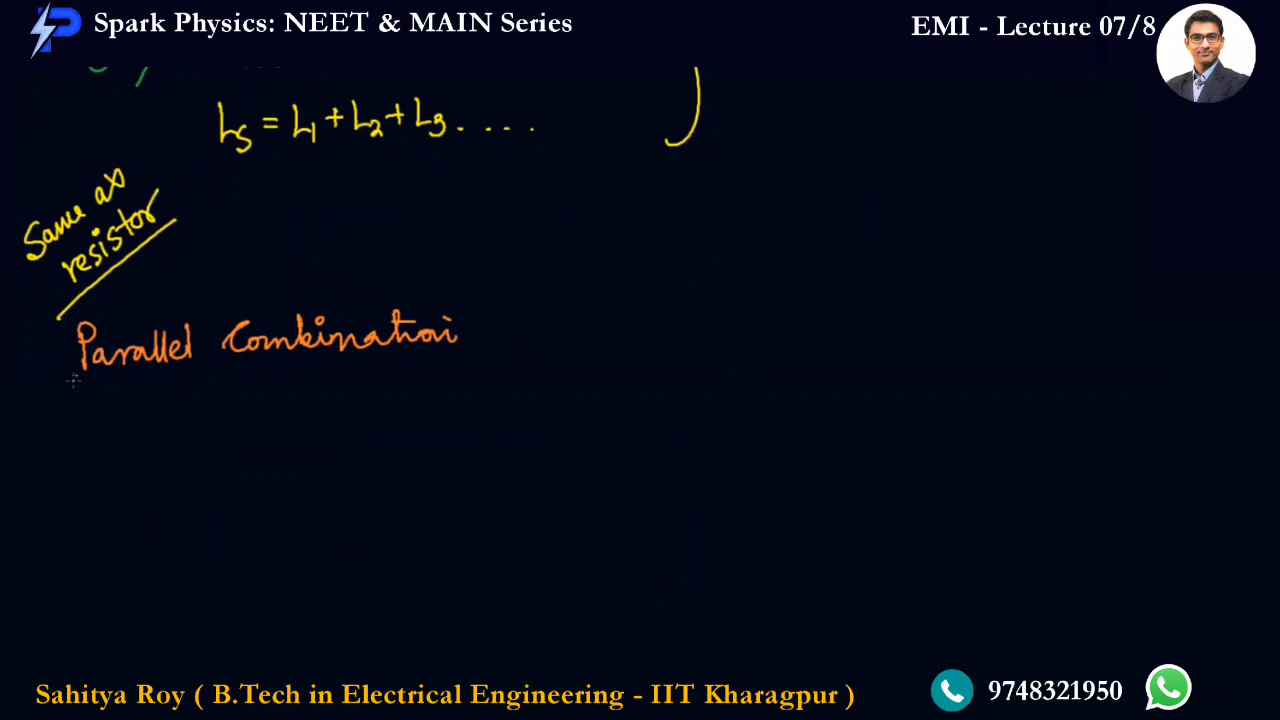 Spark Physics: NEET & MAIN Series
EMI - Lecture 07/8
Ls = L1 + L2 + L3 . . . .
Same as
resistor
Parallel Combination
Sahitya Roy ( B.Tech in Electrical Engineering - IIT Kharagpur )
9748321950